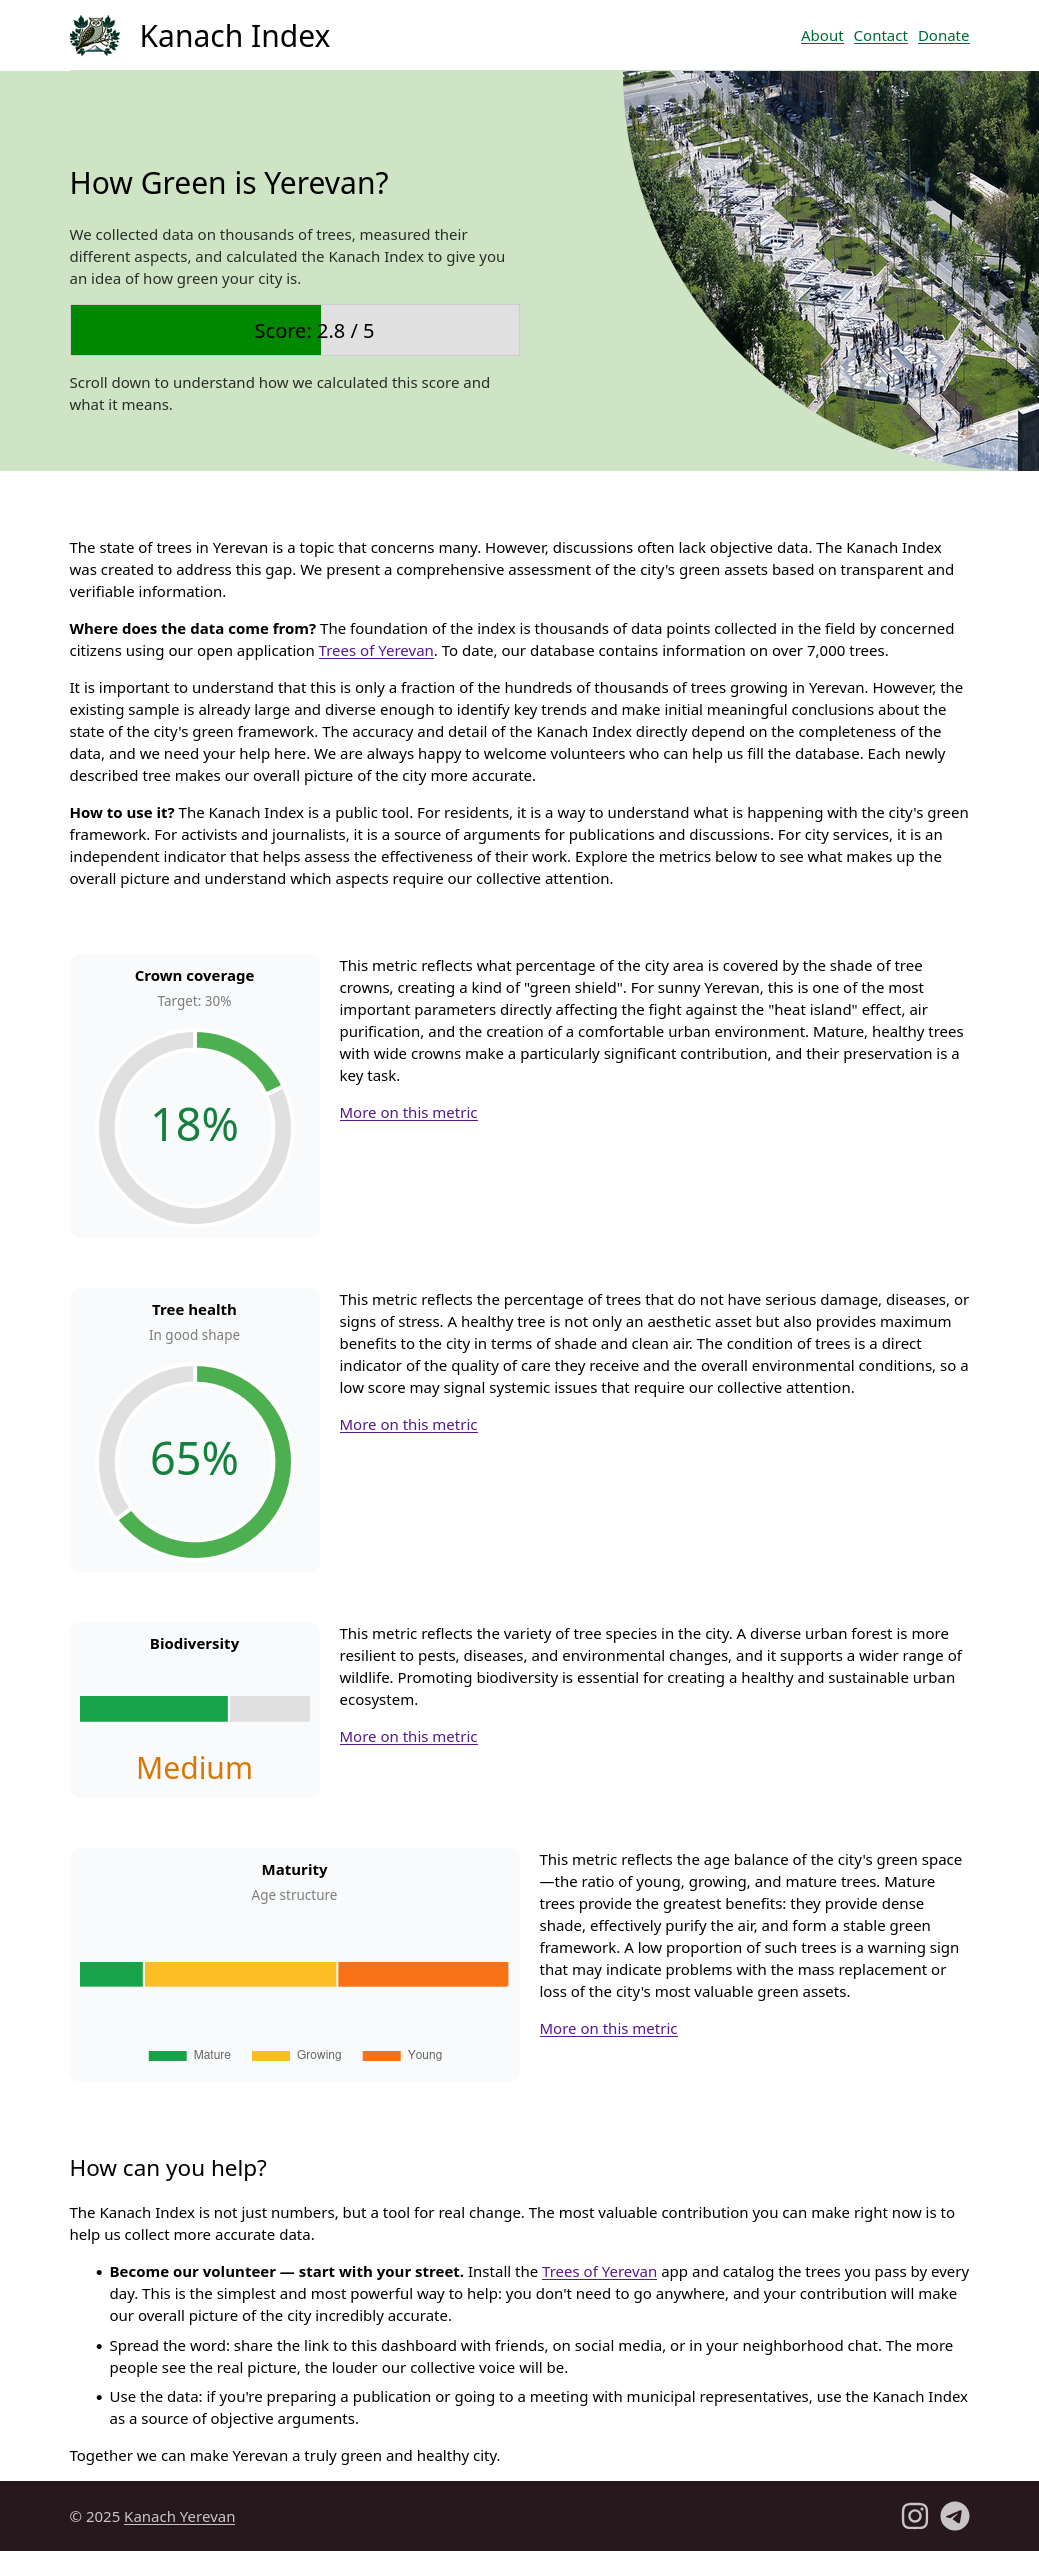 Kanach Index
About Contact Donate
How Green is Yerevan?
We collected data on thousands of trees, measured their
different aspects, and calculated the Kanach Index to give you
an idea of how green your city is.
Score: 2.8 / 5
Scroll down to understand how we calculated this score and
what it means.
The state of trees in Yerevan is a topic that concerns many. However, discussions often lack objective data. The Kanach Index
was created to address this gap. We present a comprehensive assessment of the city's green assets based on transparent and
verifiable information.
Where does the data come from? The foundation of the index is thousands of data points collected in the field by concerned
citizens using our open application Trees of Yerevan. To date, our database contains information on over 7,000 trees.
It is important to understand that this is only a fraction of the hundreds of thousands of trees growing in Yerevan. However, the
existing sample is already large and diverse enough to identify key trends and make initial meaningful conclusions about the
state of the city's green framework. The accuracy and detail of the Kanach Index directly depend on the completeness of the
data, and we need your help here. We are always happy to welcome volunteers who can help us fill the database. Each newly
described tree makes our overall picture of the city more accurate.
How to use it? The Kanach Index is a public tool. For residents, it is a way to understand what is happening with the city's green
framework. For activists and journalists, it is a source of arguments for publications and discussions. For city services, it is an
independent indicator that helps assess the effectiveness of their work. Explore the metrics below to see what makes up the
overall picture and understand which aspects require our collective attention.
Crown coverage
Target: 30%
18%
This metric reflects what percentage of the city area is covered by the shade of tree
crowns, creating a kind of "green shield". For sunny Yerevan, this is one of the most
important parameters directly affecting the fight against the "heat island" effect, air
purification, and the creation of a comfortable urban environment. Mature, healthy trees
with wide crowns make a particularly significant contribution, and their preservation is a
key task.
More on this metric
Tree health
In good shape
65%
This metric reflects the percentage of trees that do not have serious damage, diseases, or
signs of stress. A healthy tree is not only an aesthetic asset but also provides maximum
benefits to the city in terms of shade and clean air. The condition of trees is a direct
indicator of the quality of care they receive and the overall environmental conditions, so a
low score may signal systemic issues that require our collective attention.
More on this metric
Biodiversity
Medium
This metric reflects the variety of tree species in the city. A diverse urban forest is more
resilient to pests, diseases, and environmental changes, and it supports a wider range of
wildlife. Promoting biodiversity is essential for creating a healthy and sustainable urban
ecosystem.
More on this metric
Maturity
Age structure
Mature Growing Young
This metric reflects the age balance of the city's green space
—the ratio of young, growing, and mature trees. Mature
trees provide the greatest benefits: they provide dense
shade, effectively purify the air, and form a stable green
framework. A low proportion of such trees is a warning sign
that may indicate problems with the mass replacement or
loss of the city's most valuable green assets.
More on this metric
How can you help?
The Kanach Index is not just numbers, but a tool for real change. The most valuable contribution you can make right now is to
help us collect more accurate data.
• Become our volunteer — start with your street. Install the Trees of Yerevan app and catalog the trees you pass by every
day. This is the simplest and most powerful way to help: you don't need to go anywhere, and your contribution will make
our overall picture of the city incredibly accurate.
• Spread the word: share the link to this dashboard with friends, on social media, or in your neighborhood chat. The more
people see the real picture, the louder our collective voice will be.
• Use the data: if you're preparing a publication or going to a meeting with municipal representatives, use the Kanach Index
as a source of objective arguments.
Together we can make Yerevan a truly green and healthy city.
© 2025 Kanach Yerevan